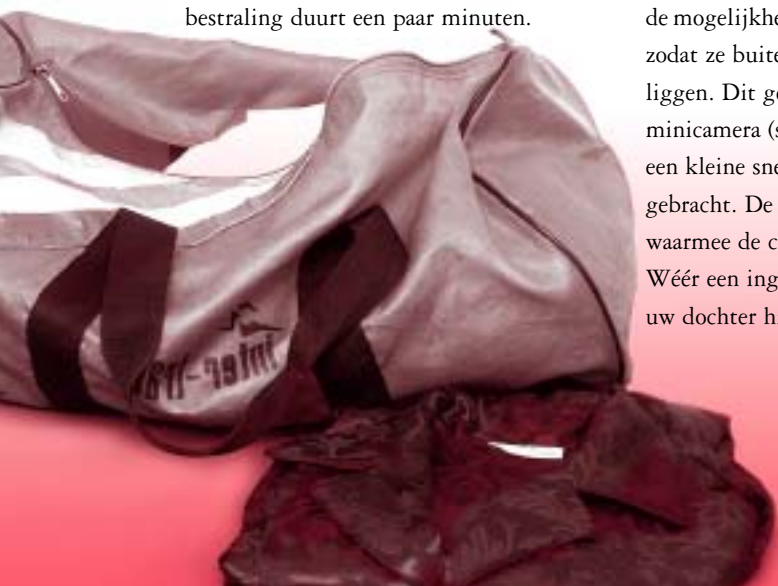 bestraling duurt een paar minuten.
de mogelijkhe
zodat ze buite
liggen. Dit ge
minicamera (s
een kleine sne
gebracht. De
waarmee de c
Wéér een ing
uw dochter h